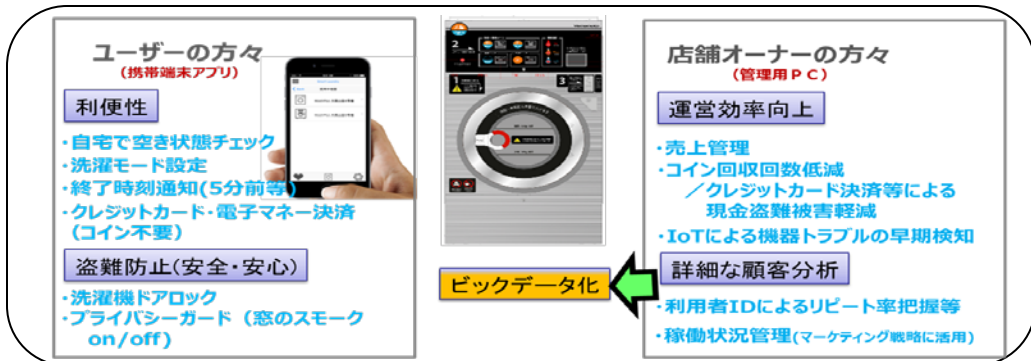 ユーザーの方々
(携帯端末アプリ)
利便性
・自宅で空き状態チェック
・洗濯モード設定
・終了時刻通知(5分前等)
・クレジットカード・電子マネー決済
(コイン不要)
盗難防止(安全・安心)
・洗濯機ドアロック
・プライバシーガード(窓のスモーク
on/off)
2
1
3
ビックデータ化
店舗オーナーの方々
(管理用PC)
運営効率向上
・売上管理
・コイン回収回数低減
/クレジットカード決済等による
現金盗難被害軽減
・IoTによる機器トラブルの早期検知
詳細な顧客分析
・利用者IDによるリピート率把握等
・稼働状況管理(マーケティング戦略に活用)